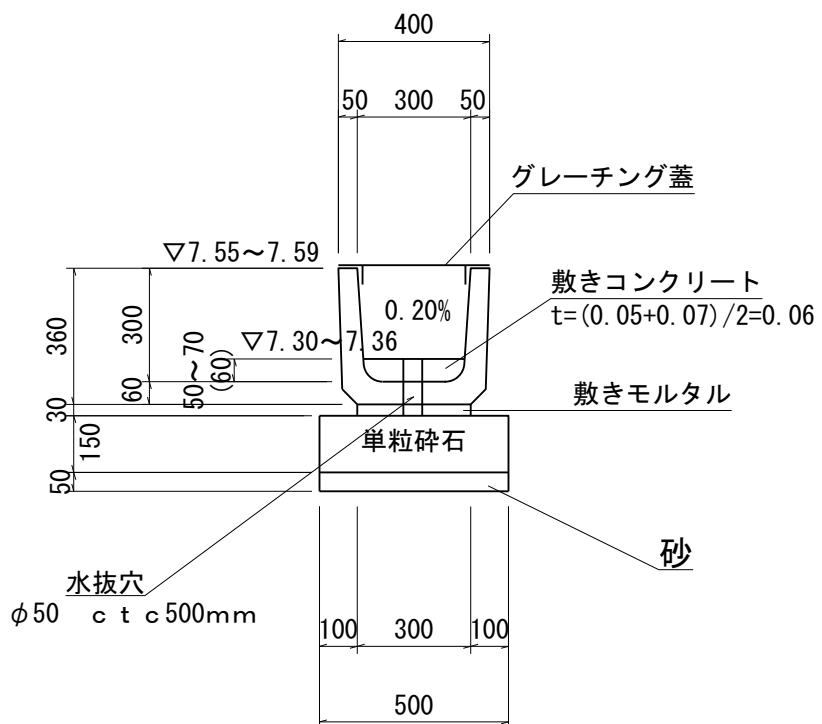 400
50 300 50
グレーチング蓋
▽7.55～7.59
敷きコンクリート
t=(0.05+0.07)/2=0.06
0.20%
▽7.30～7.36
360
300
60
50～70
(60)
30
敷きモルタル
単粒砕石
150
50
砂
水抜穴
φ50 ctc500mm
100 300 100
500